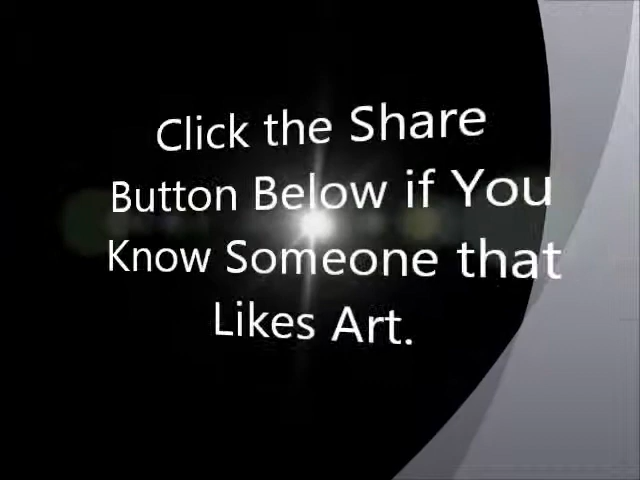 Click the Share
Button Below if You
Know Someone that
Likes Art.